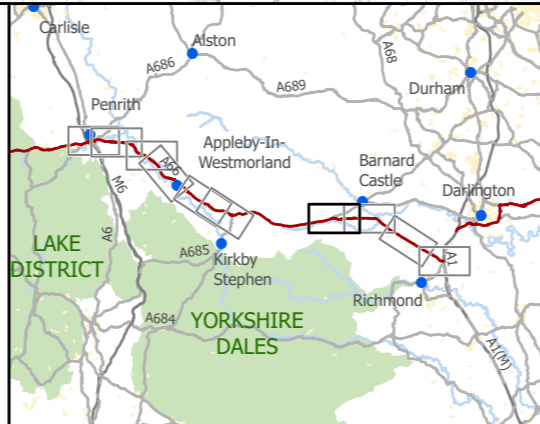 Carlisle
Alston
A68
A686
A689
Durham
Penrith
Appleby-In-
Westmorland
A66
Barnard
Castle
Darlington
M6
A6
LAKE
DISTRICT
A685
Kirkby
Stephen
A1
Richmond
A684
YORKSHIRE
DALES
A1(M)